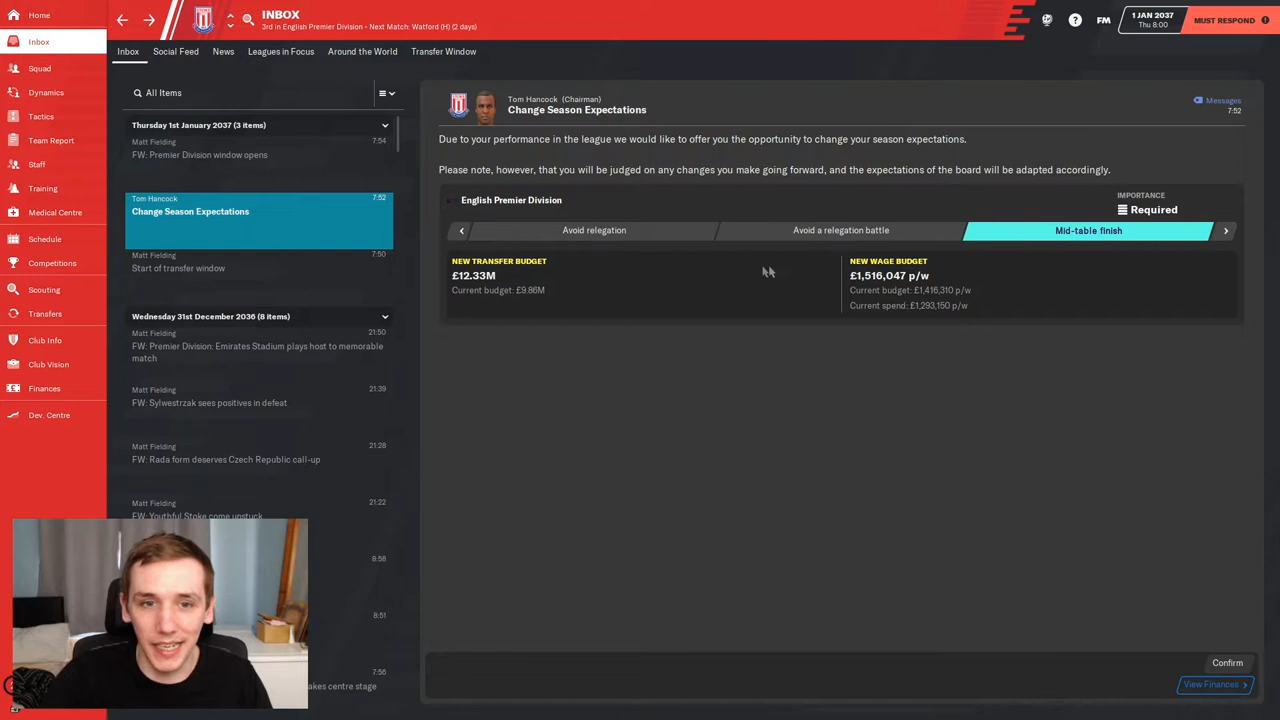 Home
Inbox
Squad
Dynamics
Tactics
Team Report
Staff
Training
Medical Centre
Schedule
Competitions
Scouting
Transfers
Club Info
Club Vision
Finances
Dev. Centre
INBOX
3rd in English Premier Division - Next Match: Watford (H) (2 days)
?
FM
1 JAN 2037
Thu 8:00
MUST RESPOND
Inbox
Social Feed
News
Leagues in Focus
Around the World
Transfer Window
All Items
Thursday 1st January 2037 (3 items)
Matt Fielding
7:54
FW: Premier Division window opens
Tom Hancock
7:52
Change Season Expectations
Matt Fielding
7:50
Start of transfer window
Wednesday 31st December 2036 (8 items)
Matt Fielding
21:50
FW: Premier Division: Emirates Stadium plays host to memorable
match
Matt Fielding
21:39
FW: Sylwestrzak sees positives in defeat
Matt Fielding
21:28
FW: Rada form deserves Czech Republic call-up
Matt Fielding
21:22
FW: Youthful Stoke come unstuck
8:58
8:51
7:56
akes centre stage
Tom Hancock (Chairman)
Change Season Expectations
Messages
7:52
Due to your performance in the league we would like to offer you the opportunity to change your season expectations.
Please note, however, that you will be judged on any changes you make going forward, and the expectations of the board will be adapted accordingly.
English Premier Division
IMPORTANCE
Required
Avoid relegation
Avoid a relegation battle
Mid-table finish
NEW TRANSFER BUDGET
£12.33M
Current budget: £9.86M
NEW WAGE BUDGET
£1,516,047 p/w
Current budget: £1,416,310 p/w
Current spend: £1,293,150 p/w
Confirm
View Finances